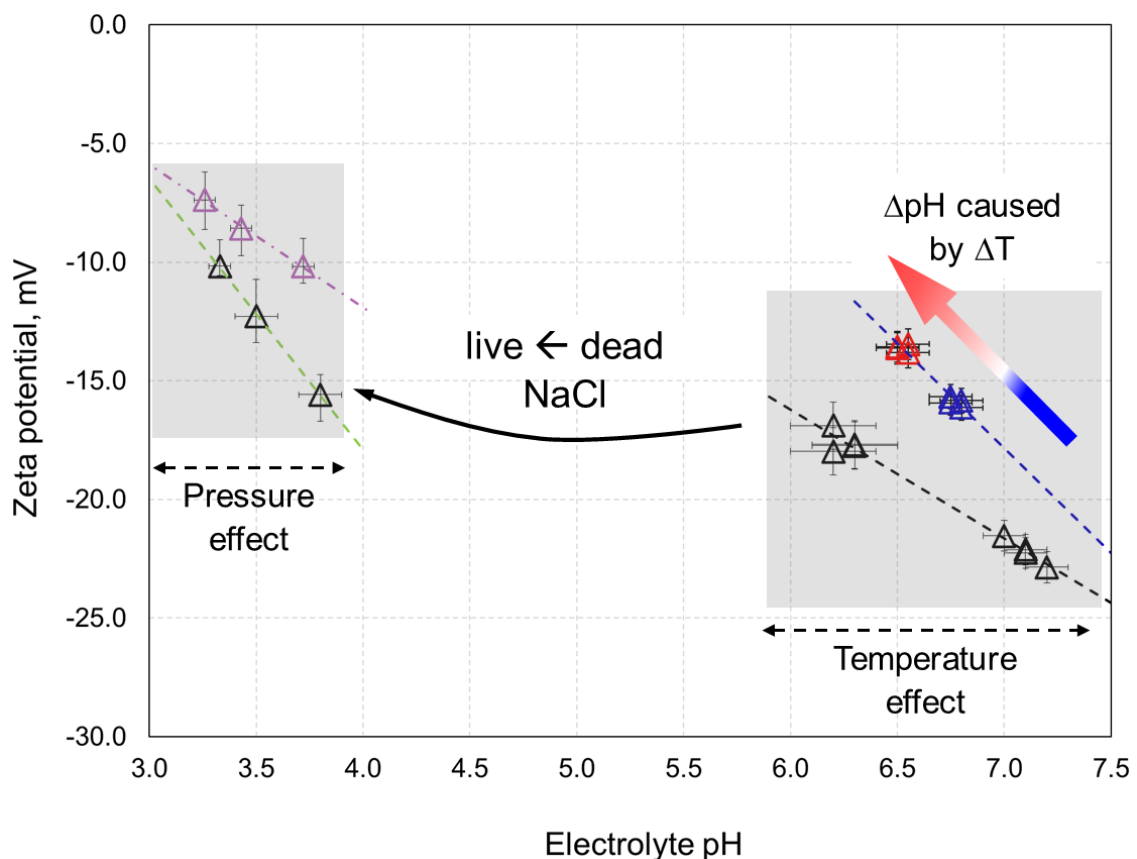 0.0
-5.0
-10.0
-15.0
-20.0
-25.0
-30.0
Zeta potential, mV
ΔpH caused
by ΔT
live ← dead
NaCl
Pressure
effect
Temperature
effect
3.0 3.5 4.0 4.5 5.0 5.5 6.0 6.5 7.0 7.5
Electrolyte pH